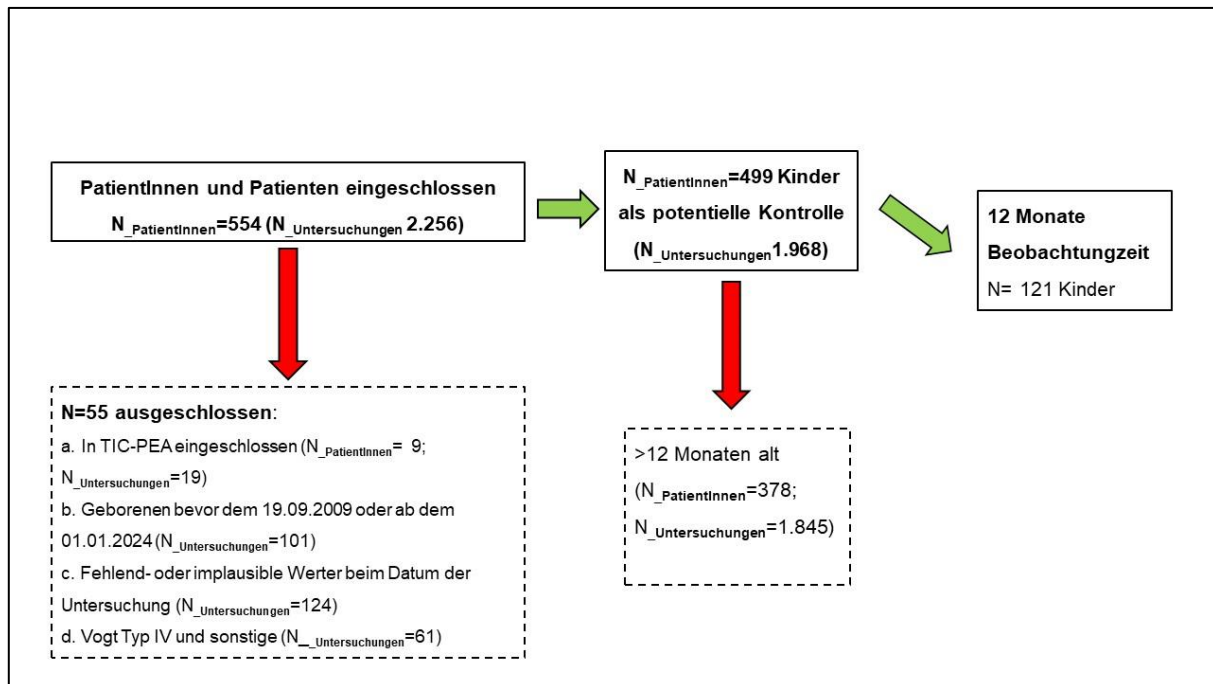 PatientInnen und Patienten eingeschlossen
N_PatientInnen=554 (N_Untersuchungen 2.256)
N_PatientInnen=499 Kinder
als potentielle Kontrolle
(N_Untersuchungen1.968)
12 Monate
Beobachtungzeit
N= 121 Kinder
N=55 ausgeschlossen:
a. In TIC-PEA eingeschlossen (N_PatientInnen= 9;
N_Untersuchungen=19)
b. Geborenen bevor dem 19.09.2009 oder ab dem
01.01.2024 (N_Untersuchungen=101)
c. Fehlend- oder implausible Werter beim Datum der
Untersuchung (N_Untersuchungen=124)
d. Vogt Typ IV und sonstige (N__Untersuchungen=61)
>12 Monaten alt
(N_PatientInnen=378;
N_Untersuchungen=1.845)